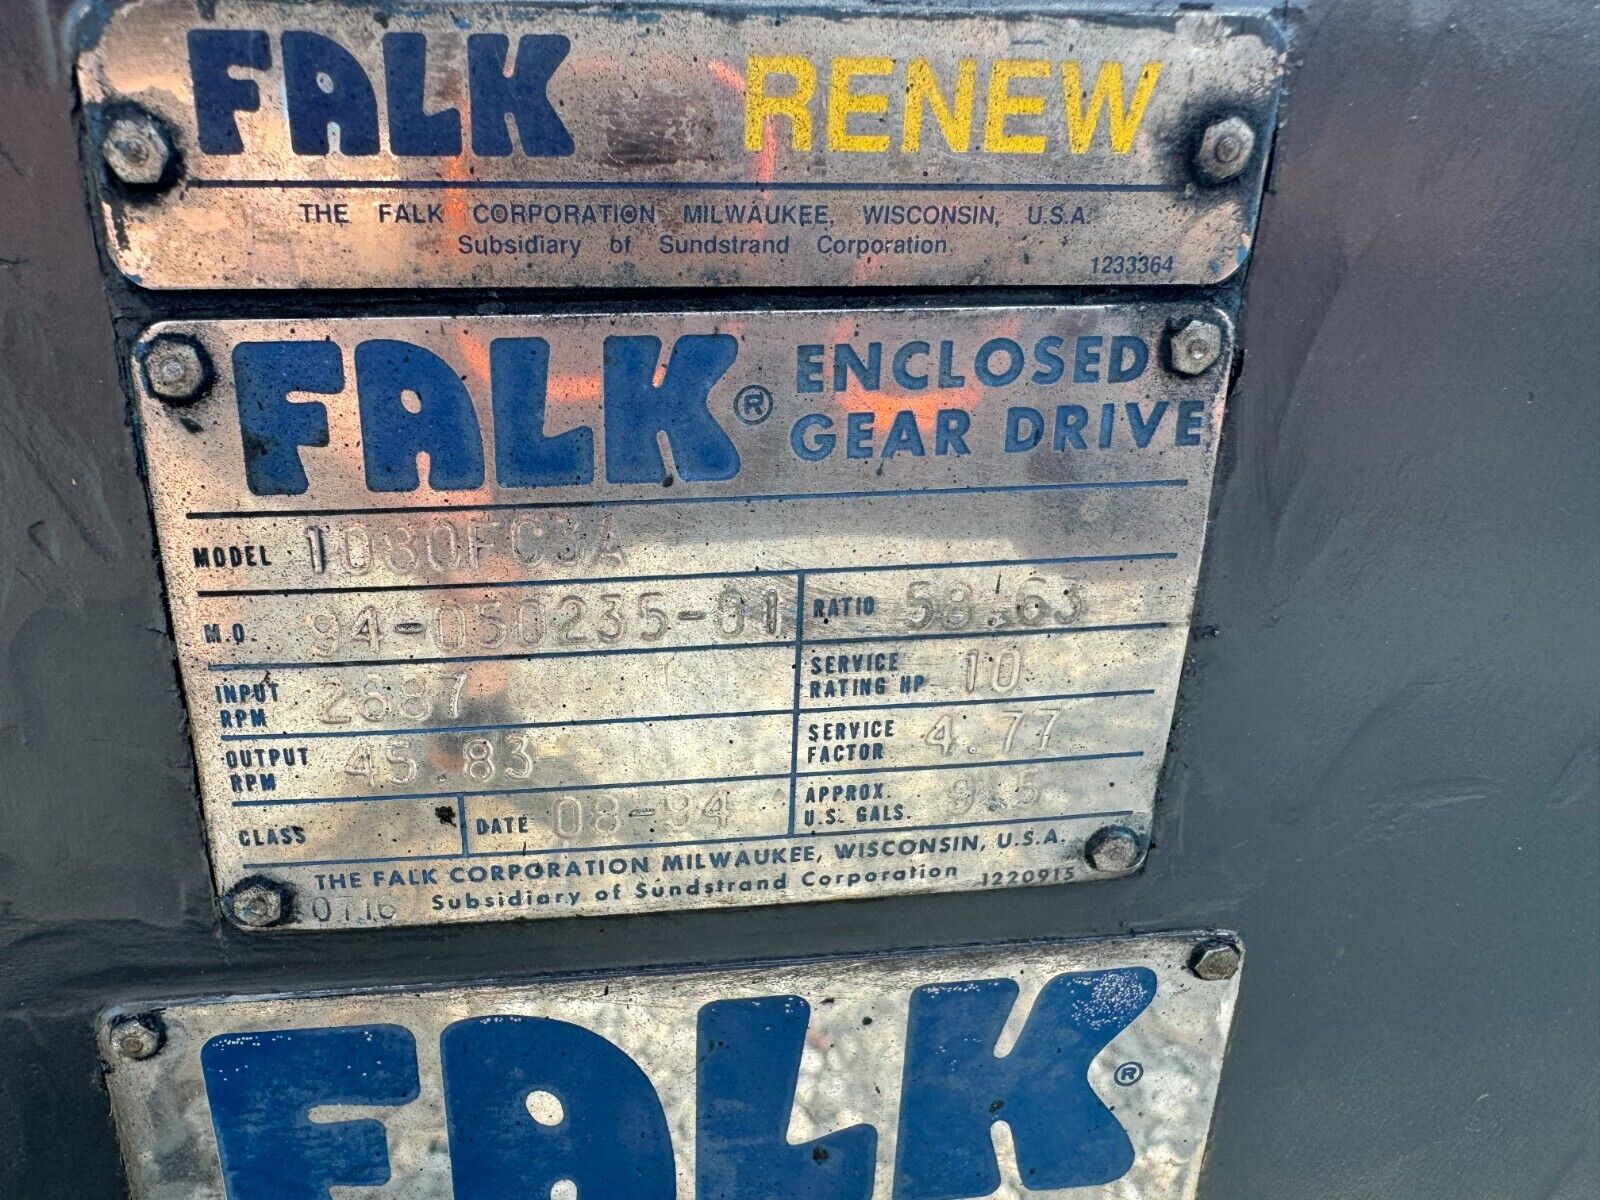 FALK RENEW
THE FALK CORPORATION MILWAUKEE, WISCONSIN, U.S.A.
Subsidiary of Sundstrand Corporation
1233364
FALK® ENCLOSED
GEAR DRIVE
MODEL 1080FC3A
M.O. 94-050235-01
RATIO 58.63
INPUT
RPM 2687
SERVICE
RATING HP 10
OUTPUT
RPM 45.83
SERVICE
FACTOR 4.77
CLASS
DATE 08-94
APPROX.
U.S. GALS. 9.5
THE FALK CORPORATION MILWAUKEE, WISCONSIN, U.S.A.
Subsidiary of Sundstrand Corporation 1220915
FALK®